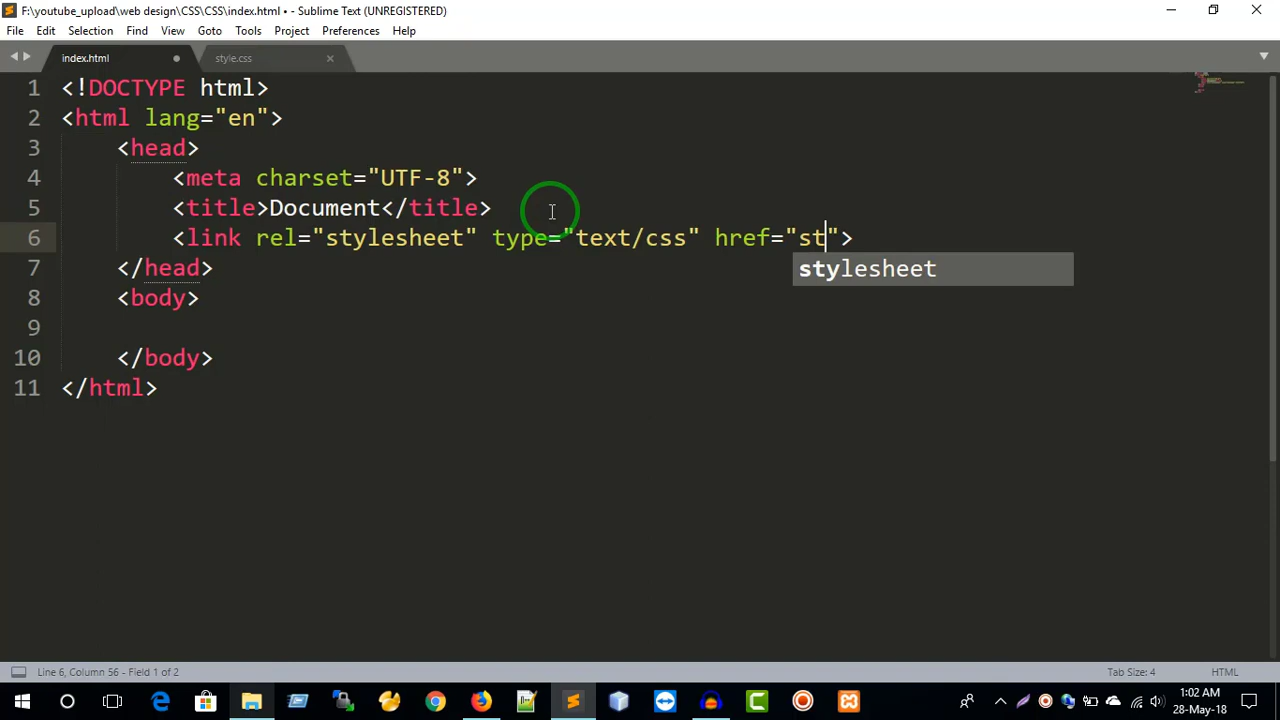 F:\youtube_upload\web design\CSS\CSS\index.html • - Sublime Text (UNREGISTERED)
File Edit Selection Find View Goto Tools Project Preferences Help
index.html style.css
1 <!DOCTYPE html>
2 <html lang="en">
3 <head>
4 <meta charset="UTF-8">
5 <title>Document</title>
6 <link rel="stylesheet" type="text/css" href="st">
stylesheet
7 </head>
8 <body>
9
10 </body>
11 </html>
Line 6, Column 56 - Field 1 of 2 Tab Size: 4 HTML
1:02 AM
28-May-18